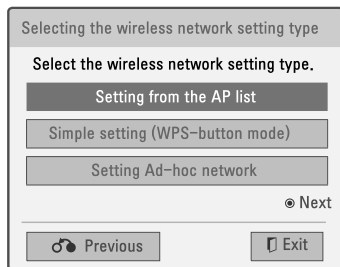 Selecting the wireless network setting type
Select the wireless network setting type.
Setting from the AP list
Simple setting (WPS-button mode)
Setting Ad-hoc network
Next
Previous
Exit